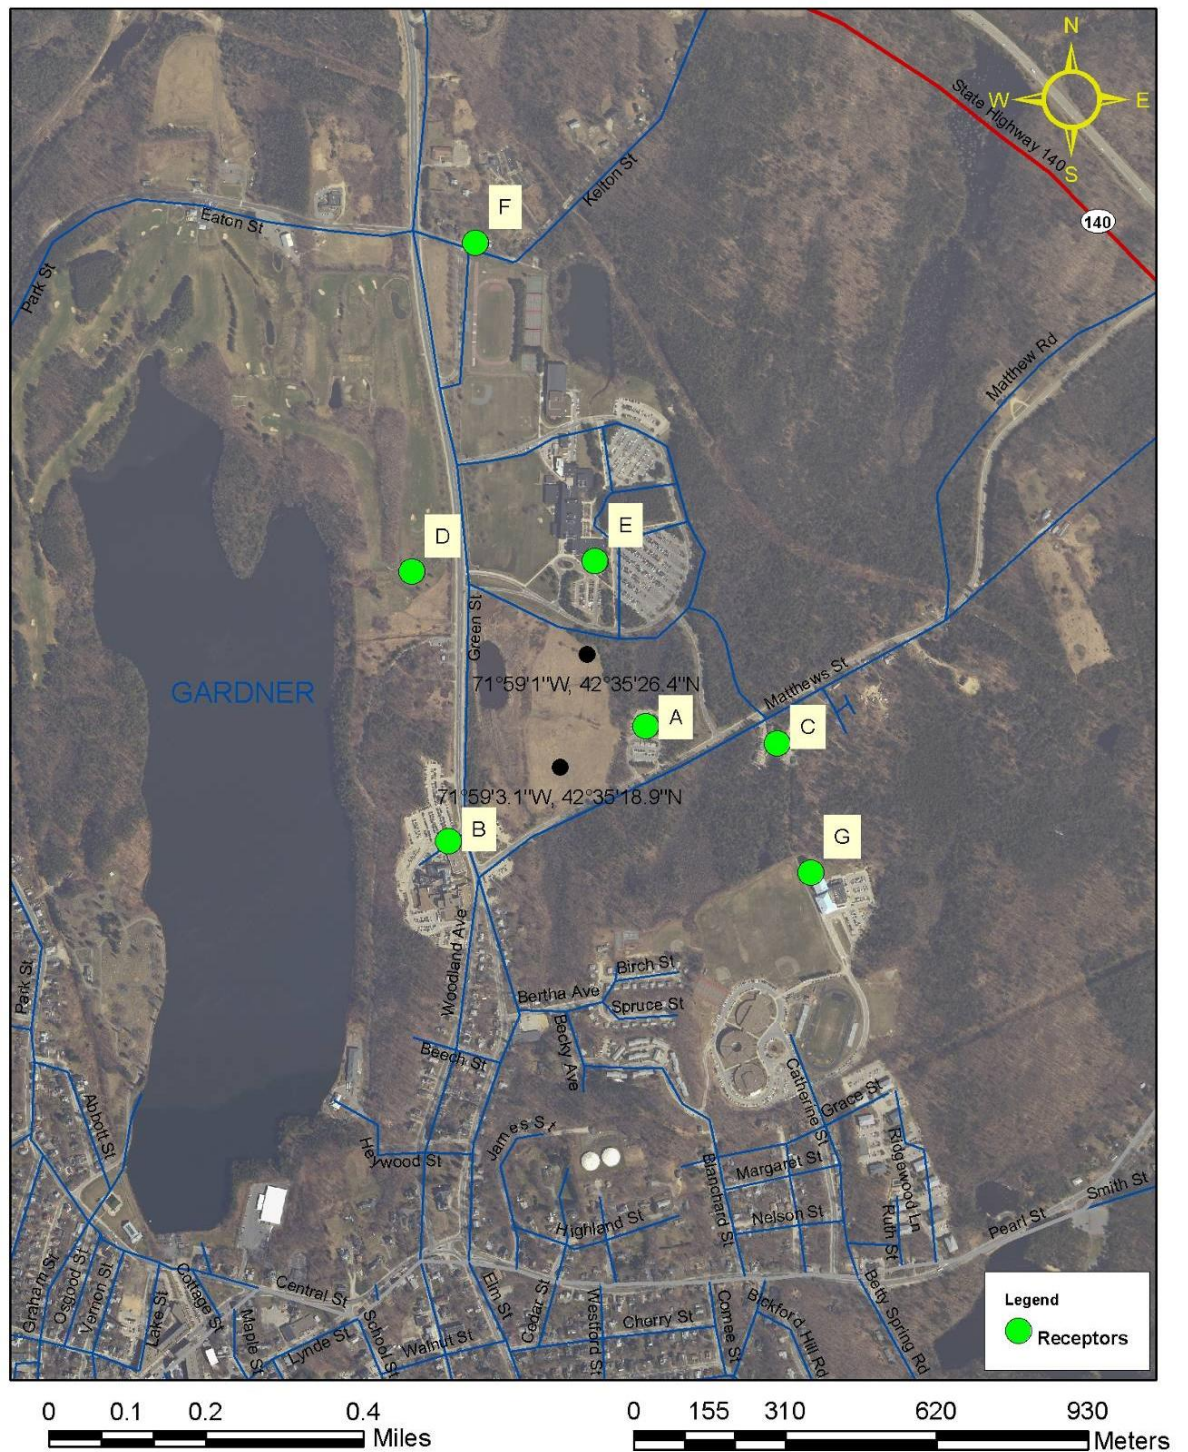 N
W
E
S
State Highway 140
140
Kelton St
F
Eaton St
Park St
Matthew Rd
D
E
Green St
71°59'1"W, 42°35'26.4"N
GARDNER
Matthews St
A
C
71°59'3.1"W, 42°35'18.9"N
B
G
Woodland Ave
Birch St
Bertha Ave
Spruce St
Park St
Becky Ave
Beech St
Catherine St
Grace St
Abbott St
James St
Heywood St
Blanchard St
Margaret St
Ridgewood Ln
Smith St
Nelson St
Ruth St
Highland St
Pearl St
Graham St
Osgood St
Vernon St
Lake St
Cottage St
Central St
Elm St
Cedar St
Westford St
Comee St
Bickford Hill Rd
Betty Spring Rd
Maple St
Lynde St
School St
Walnut St
Cherry St
Legend
Receptors
0 0.1 0.2 0.4
Miles
0 155 310 620 930
Meters